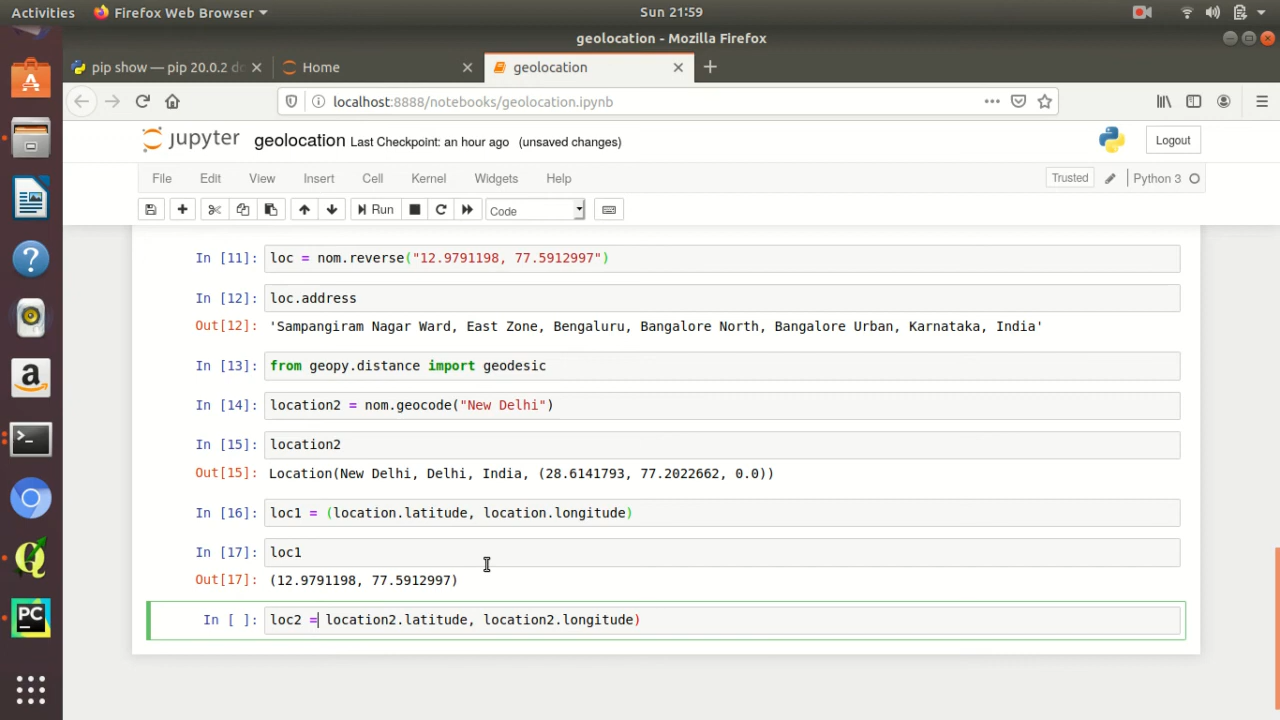 Activities Firefox Web Browser Sun 21:59
geolocation - Mozilla Firefox
pip show — pip 20.0.2 do Home geolocation
localhost:8888/notebooks/geolocation.ipynb
jupyter geolocation Last Checkpoint: an hour ago (unsaved changes) Logout
File Edit View Insert Cell Kernel Widgets Help Trusted Python 3
Run Code
In [11]: loc = nom.reverse("12.9791198, 77.5912997")
In [12]: loc.address
Out[12]: 'Sampangiram Nagar Ward, East Zone, Bengaluru, Bangalore North, Bangalore Urban, Karnataka, India'
In [13]: from geopy.distance import geodesic
In [14]: location2 = nom.geocode("New Delhi")
In [15]: location2
Out[15]: Location(New Delhi, Delhi, India, (28.6141793, 77.2022662, 0.0))
In [16]: loc1 = (location.latitude, location.longitude)
In [17]: loc1
Out[17]: (12.9791198, 77.5912997)
In [ ]: loc2 = location2.latitude, location2.longitude)